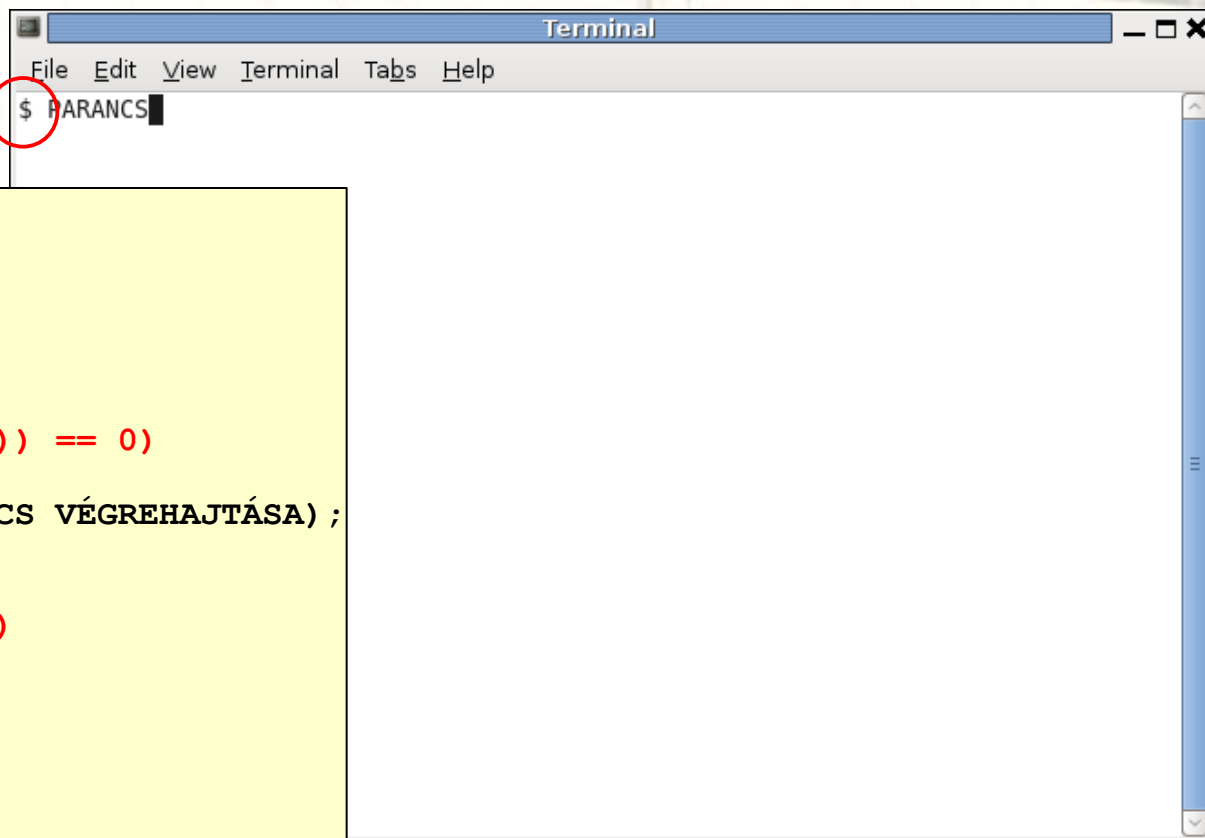 Terminal
File Edit View Terminal Tabs Help
$ PARANCS
)) == 0)
CS VÉGREHAJTÁSA);
)